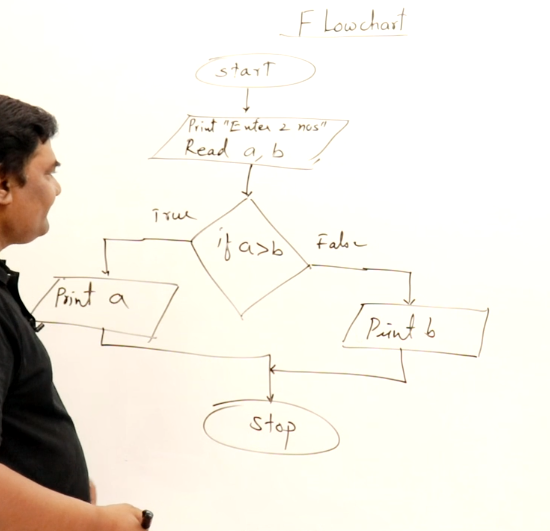 FLowchart
start
Print "Enter 2 nos"
Read a, b
True
if a>b
False
Print a
Print b
stop